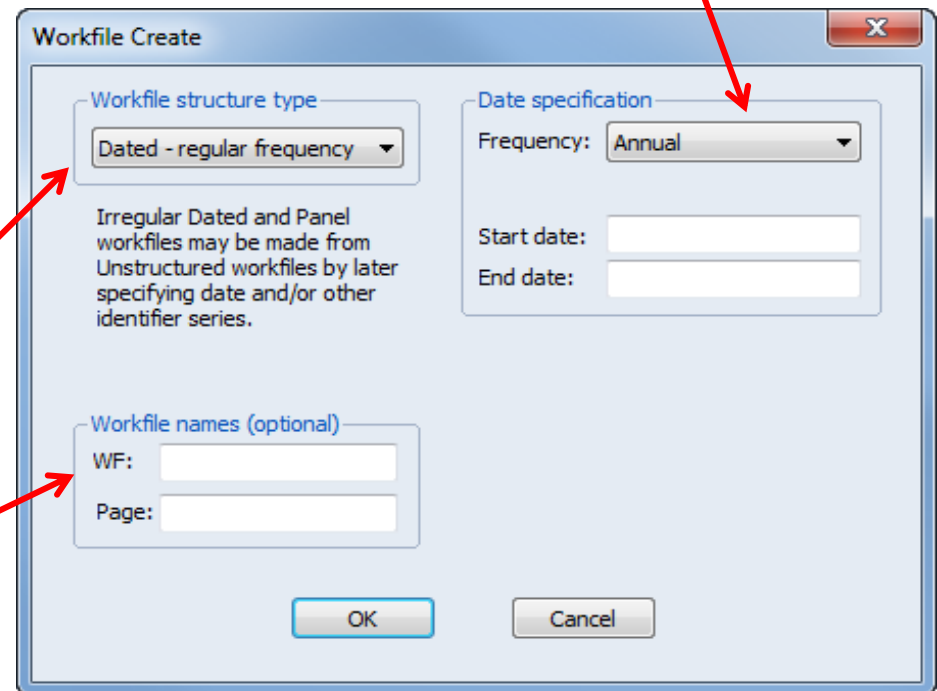 Workfile Create
Workfile structure type
Dated - regular frequency
Irregular Dated and Panel
workfiles may be made from
Unstructured workfiles by later
specifying date and/or other
identifier series.
Date specification
Frequency: Annual
Start date:
End date:
Workfile names (optional)
WF:
Page:
OK
Cancel